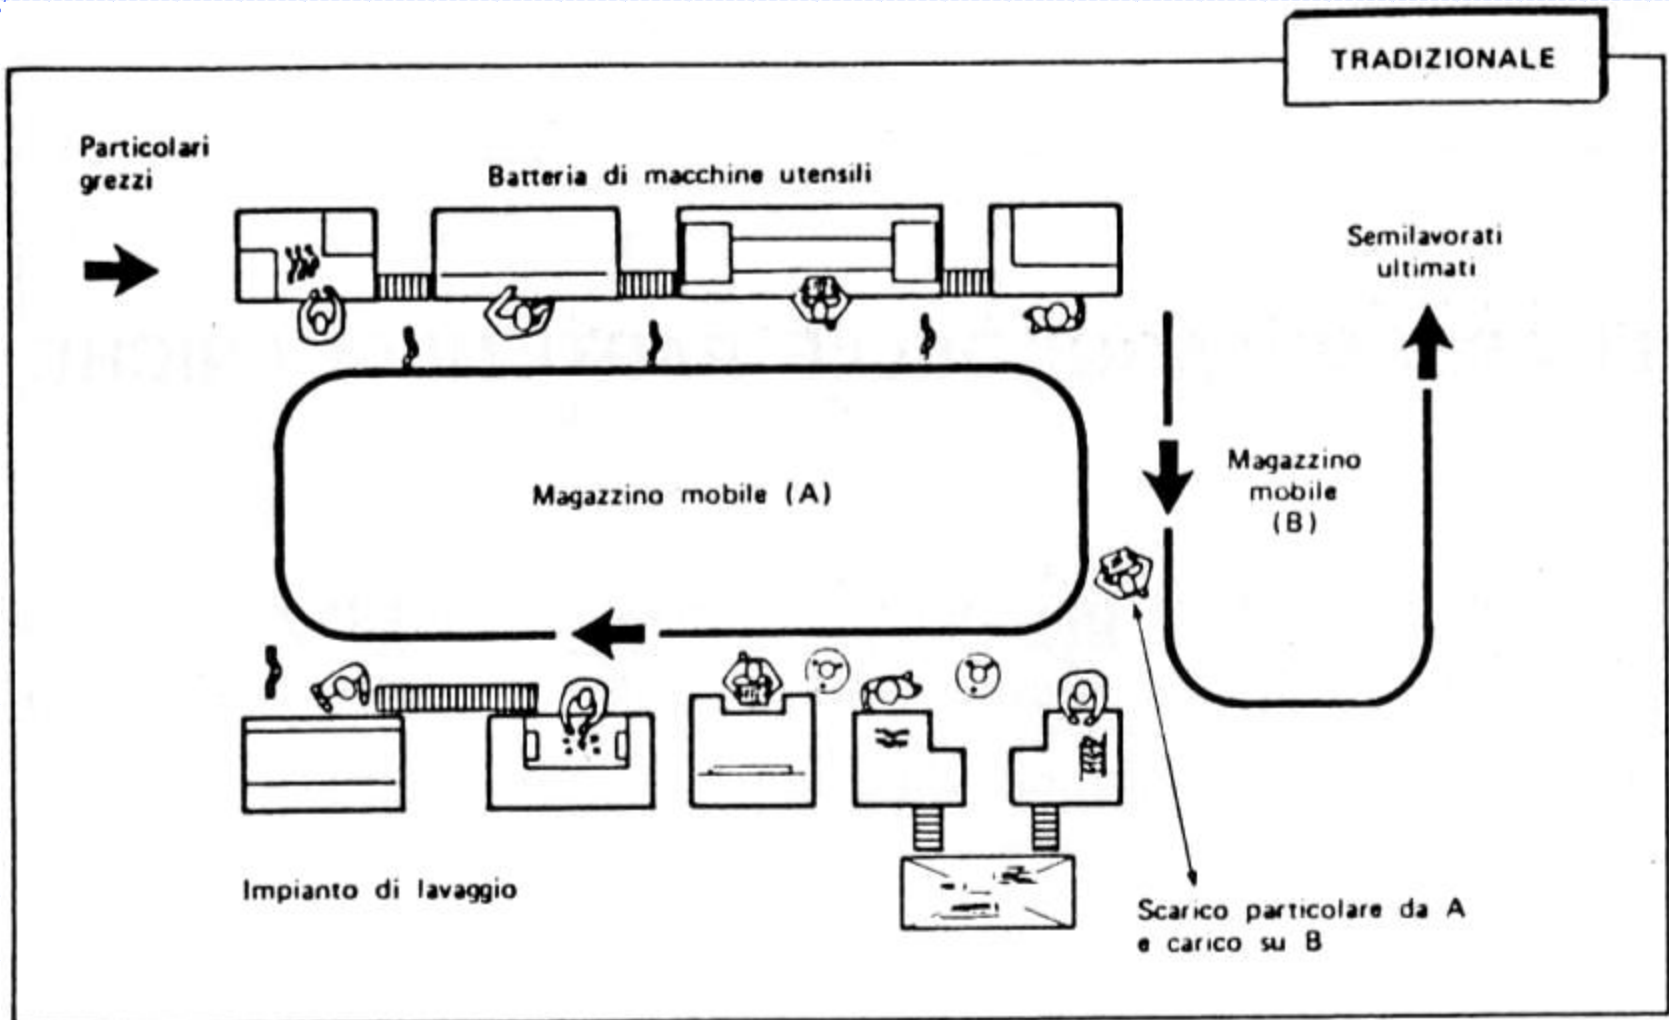 TRADIZIONALE
Particolari
grezzi
Batteria di macchine utensili
Semilavorati
ultimati
Magazzino mobile (A)
Magazzino
mobile
(B)
Impianto di lavaggio
Scarico particolare da A
e carico su B